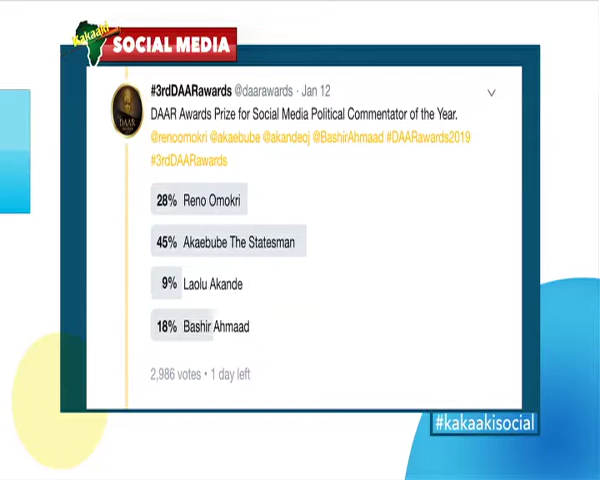 Kakaaki
SOCIAL MEDIA
#3rdDAARawards @daarawards · Jan 12
DAAR Awards Prize for Social Media Political Commentator of the Year.
@renoomokri @akaebube @akandeoj @BashirAhmaad #DAARawards2019
#3rdDAARawards
DAAR
28% Reno Omokri
45% Akaebube The Statesman
9% Laolu Akande
18% Bashir Ahmaad
2,986 votes • 1 day left
#kakaakisocial